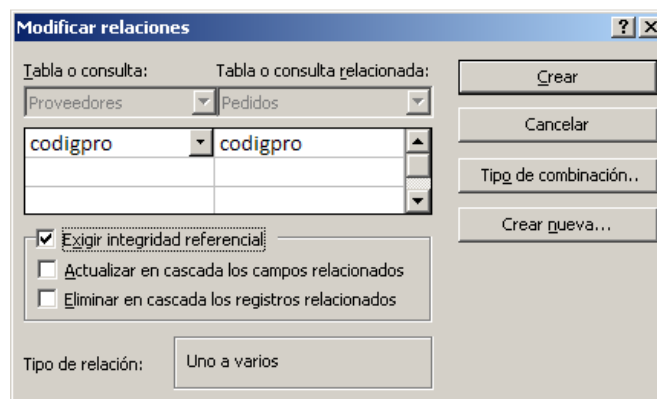 Modificar relaciones
Tabla o consulta: Tabla o consulta relacionada:
Proveedores Pedidos
codigpro codigpro
Exigir integridad referencial
Actualizar en cascada los campos relacionados
Eliminar en cascada los registros relacionados
Tipo de relación: Uno a varios
Crear
Cancelar
Tipo de combinación..
Crear nueva...